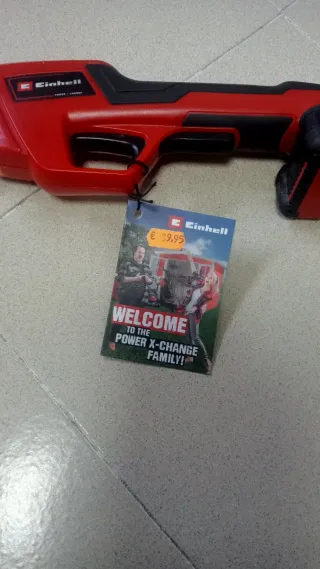 Einhell
Einhell
WELCOME
TO THE
POWER X-CHANGE
FAMILY!